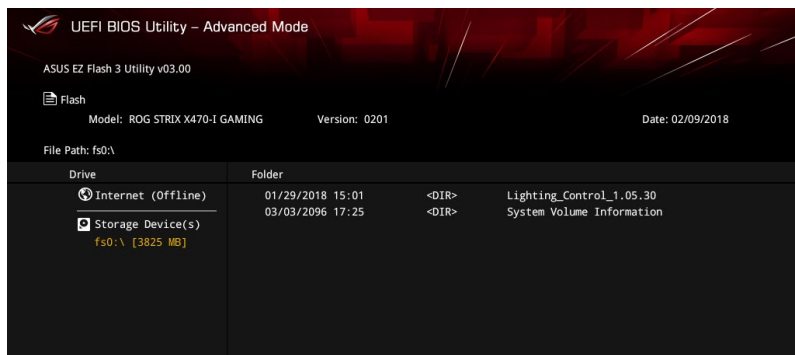 UEFI BIOS Utility – Advanced Mode
ASUS EZ Flash 3 Utility v03.00
Flash
Model: ROG STRIX X470-I GAMING Version: 0201 Date: 02/09/2018
File Path: fs0:\
Drive Folder
Internet (Offline) 01/29/2018 15:01 <DIR> Lighting_Control_1.05.30
03/03/2096 17:25 <DIR> System Volume Information
Storage Device(s)
fs0:\ [3825 MB]